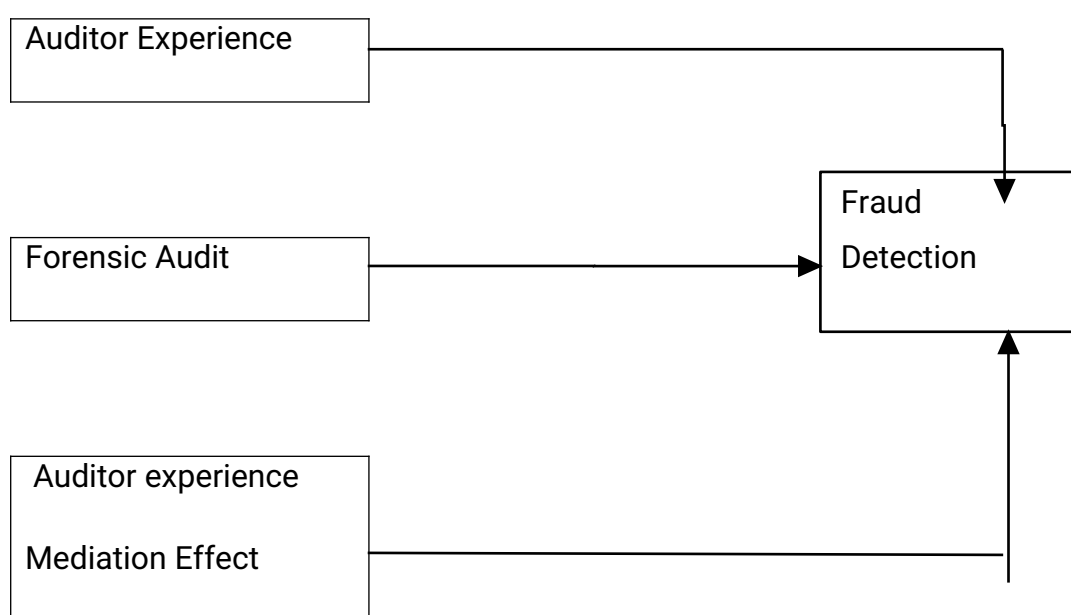 Auditor Experience
Fraud
Detection
Forensic Audit
Auditor experience
Mediation Effect